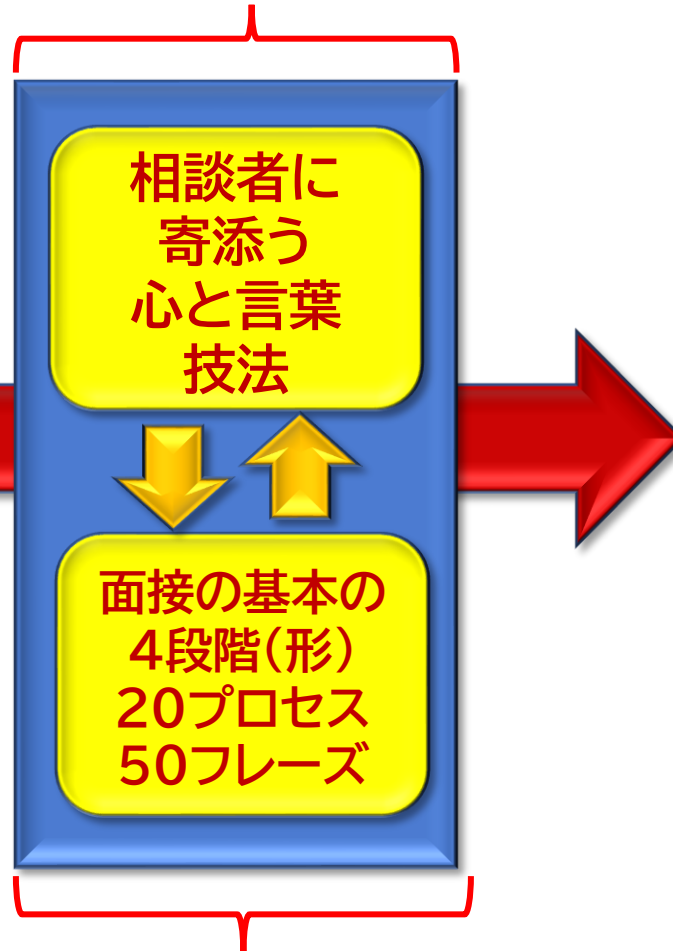 相談者に
寄添う
心と言葉
技法
面接の基本の
4段階(形)
20プロセス
50フレーズ